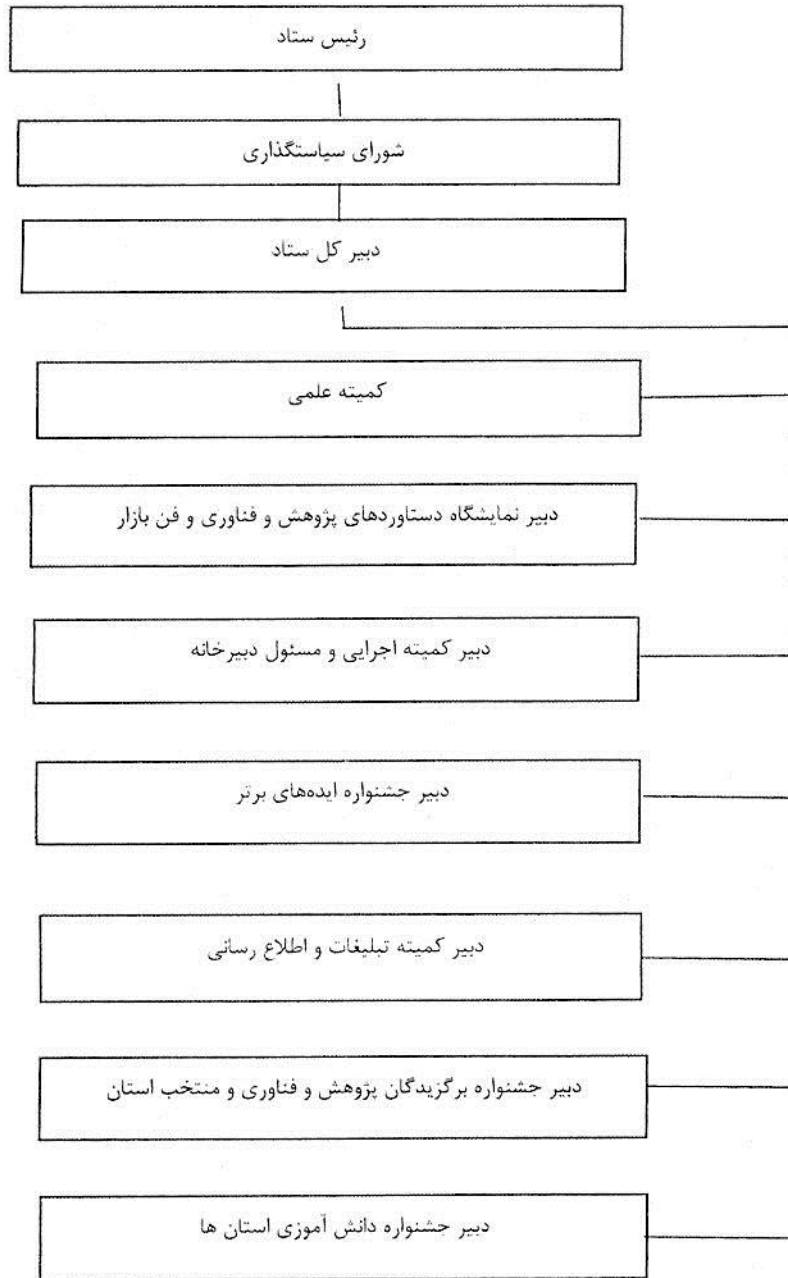 رئیس ستاد
شورای سیاستگذاری
دبیر کل ستاد
کمیته علمی
دبیر نمایشگاه دستاوردهای پژوهش و فناوری و فن بازار
دبیر کمیته اجرایی و مسئول دبیرخانه
دبیر جشنواره ایده‌های برتر
دبیر کمیته تبلیغات و اطلاع رسانی
دبیر جشنواره برگزیدگان پژوهش و فناوری و منتخب استان
دبیر جشنواره دانش آموزی استان ها